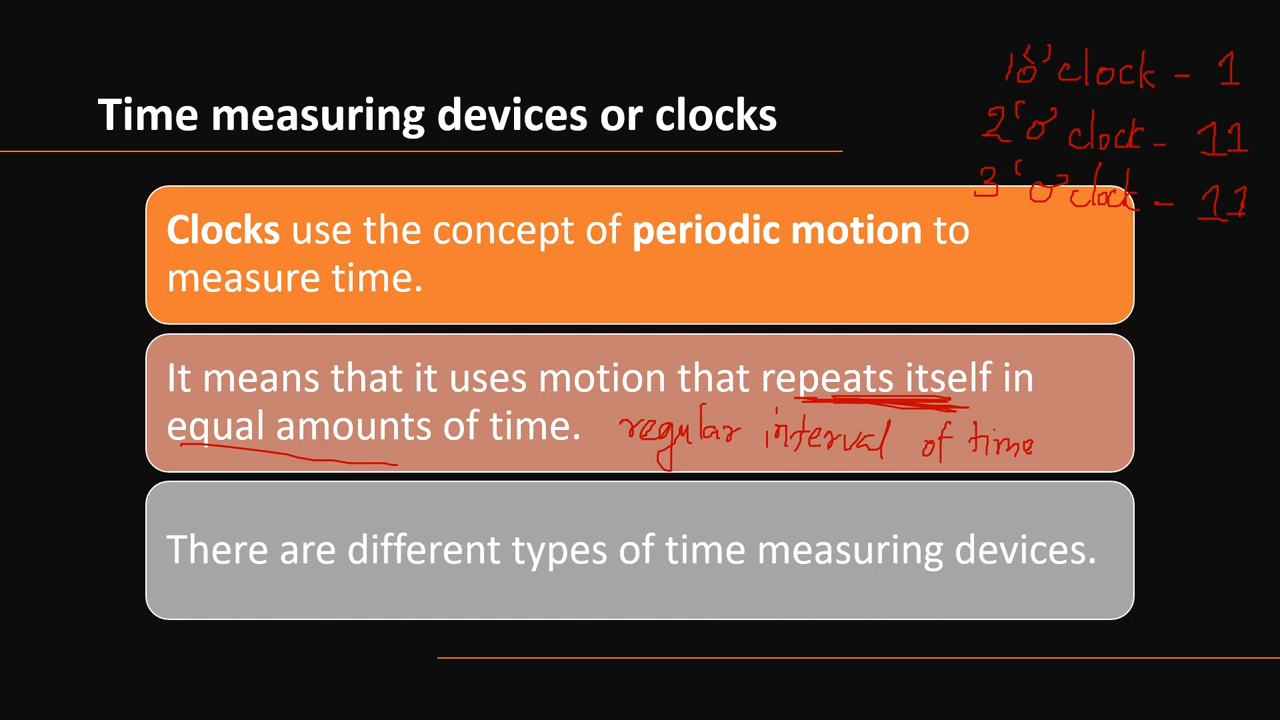 1 o'clock - 1
2 'o clock - 11
3 'o clock - 11
Time measuring devices or clocks
Clocks use the concept of periodic motion to
measure time.
It means that it uses motion that repeats itself in
equal amounts of time. regular interval of time
There are different types of time measuring devices.